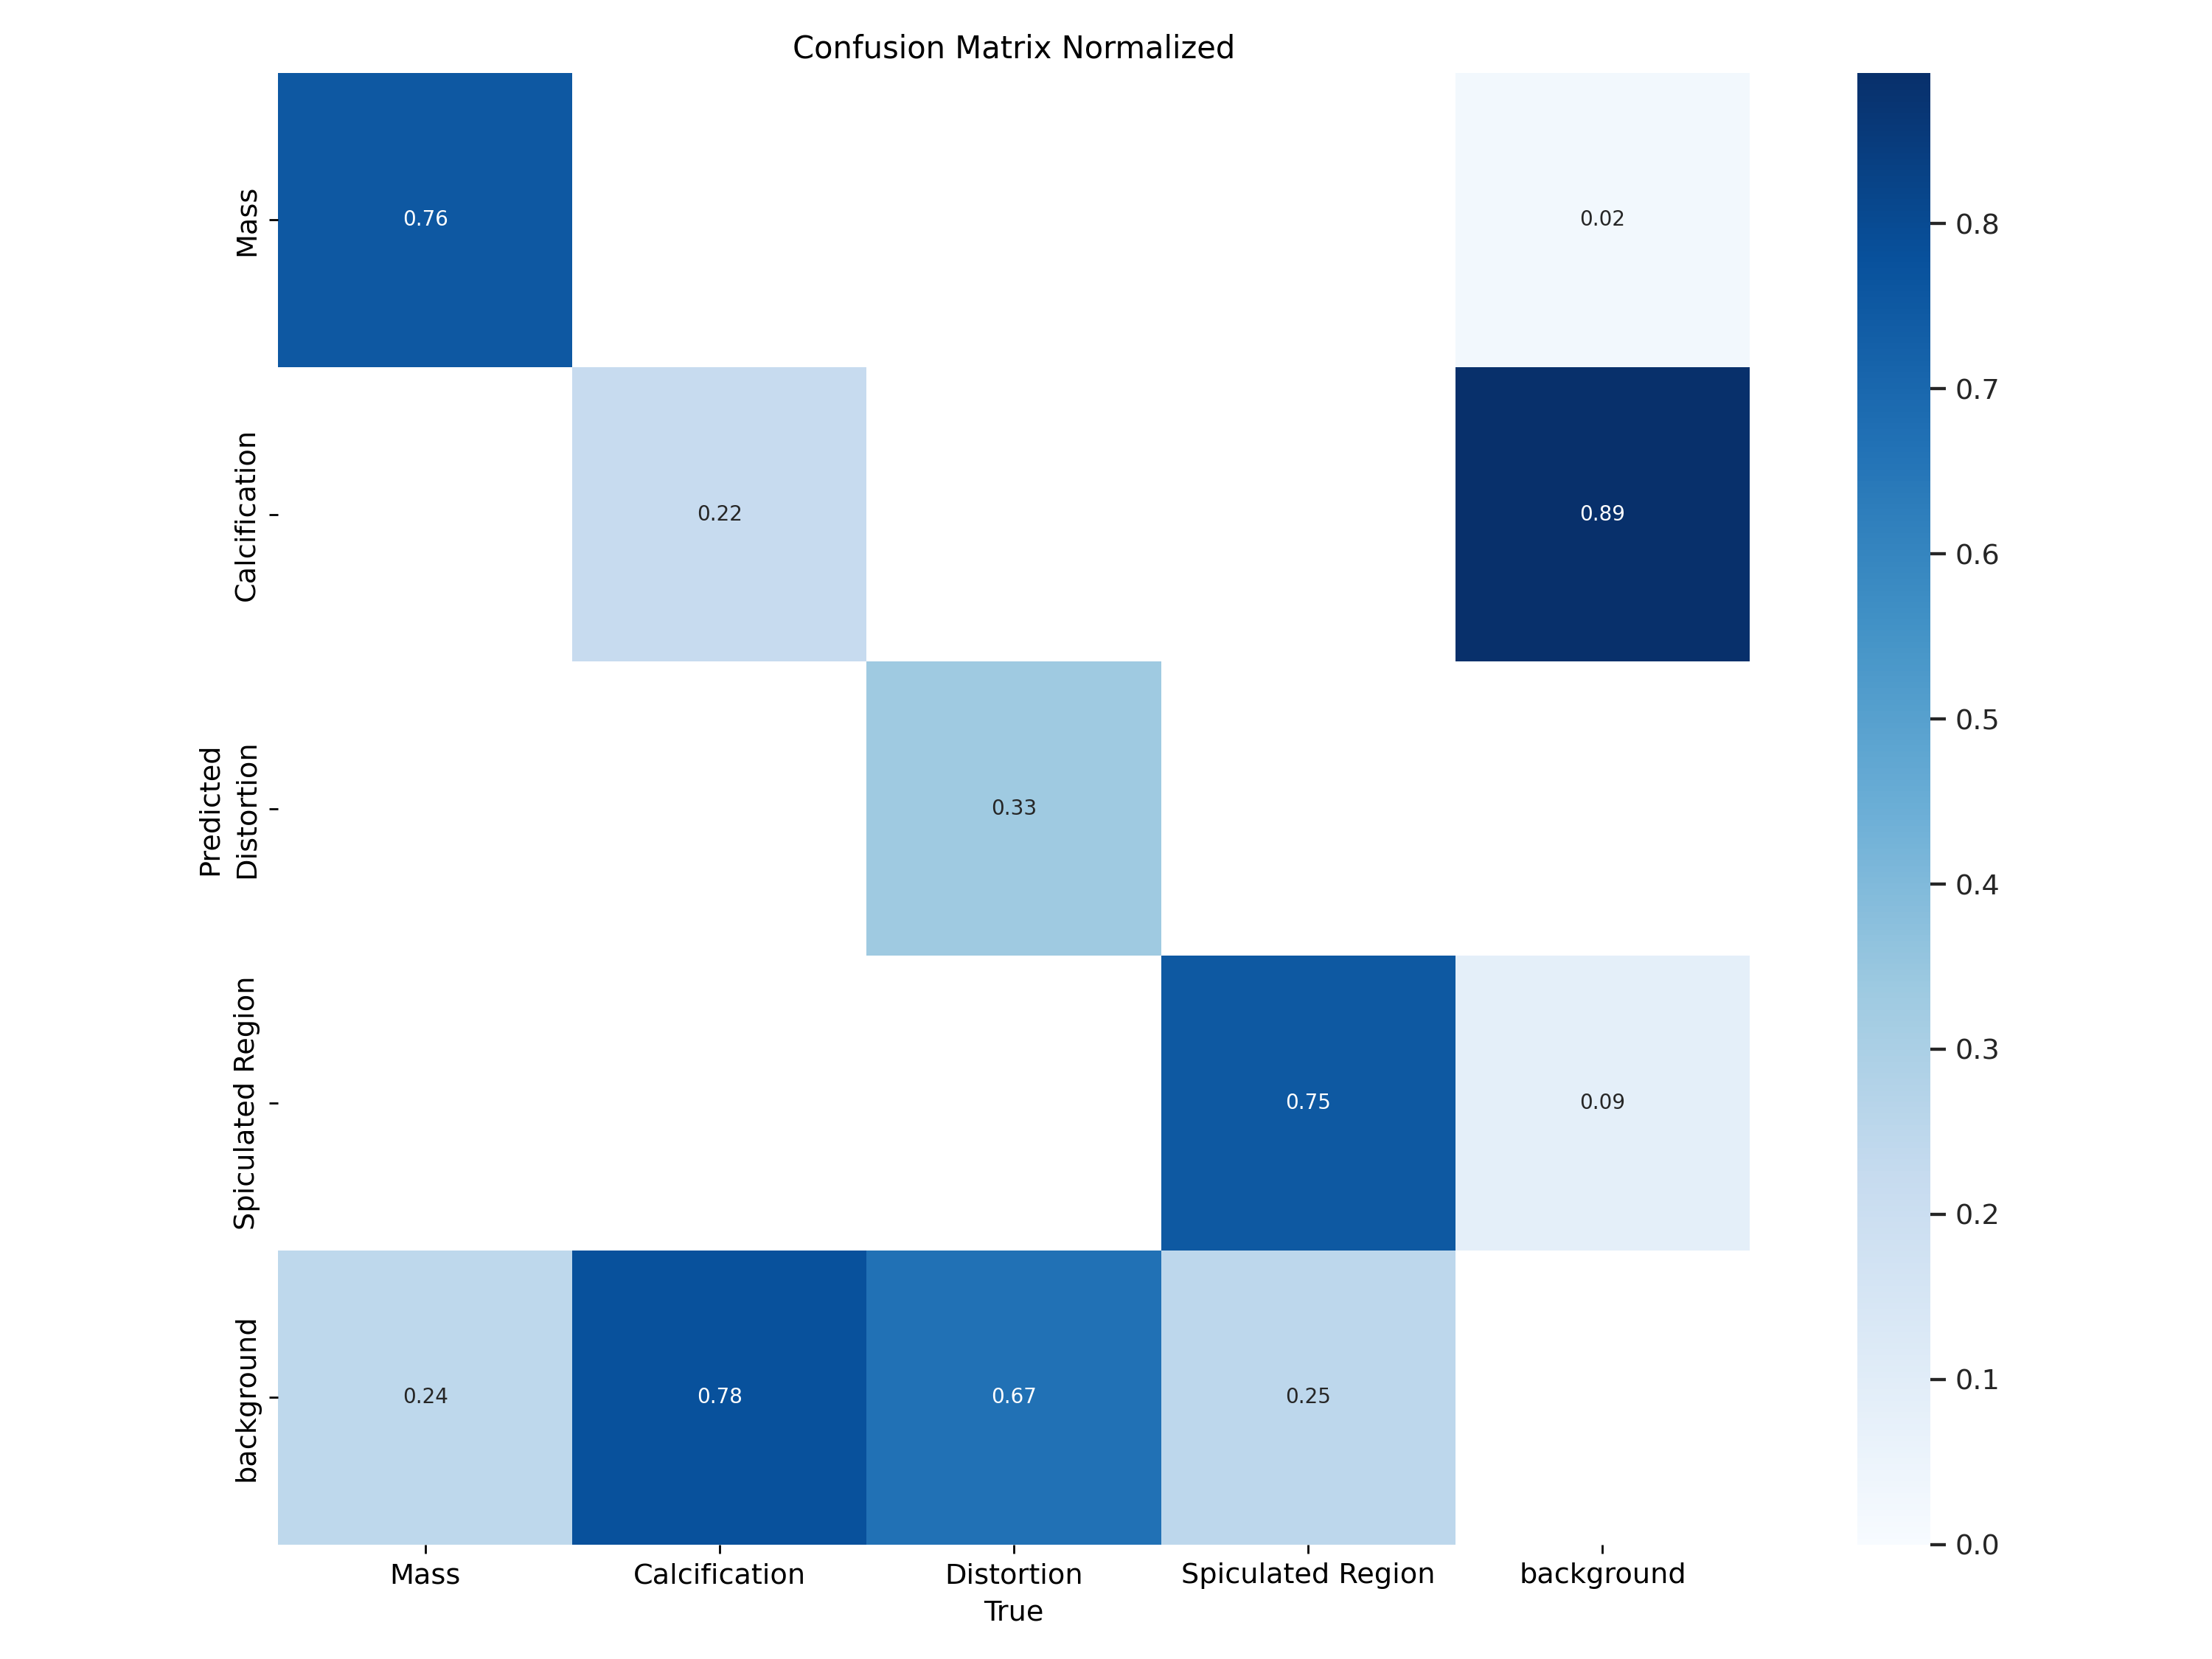 Confusion Matrix Normalized
Mass
0.76
0.02
0.8
0.7
Calcification
0.22
0.89
0.6
0.5
Predicted
Distortion
0.33
0.4
0.3
Spiculated Region
0.75
0.09
0.2
background
0.24
0.78
0.67
0.25
0.1
0.0
Mass
Calcification
Distortion
Spiculated Region
background
True